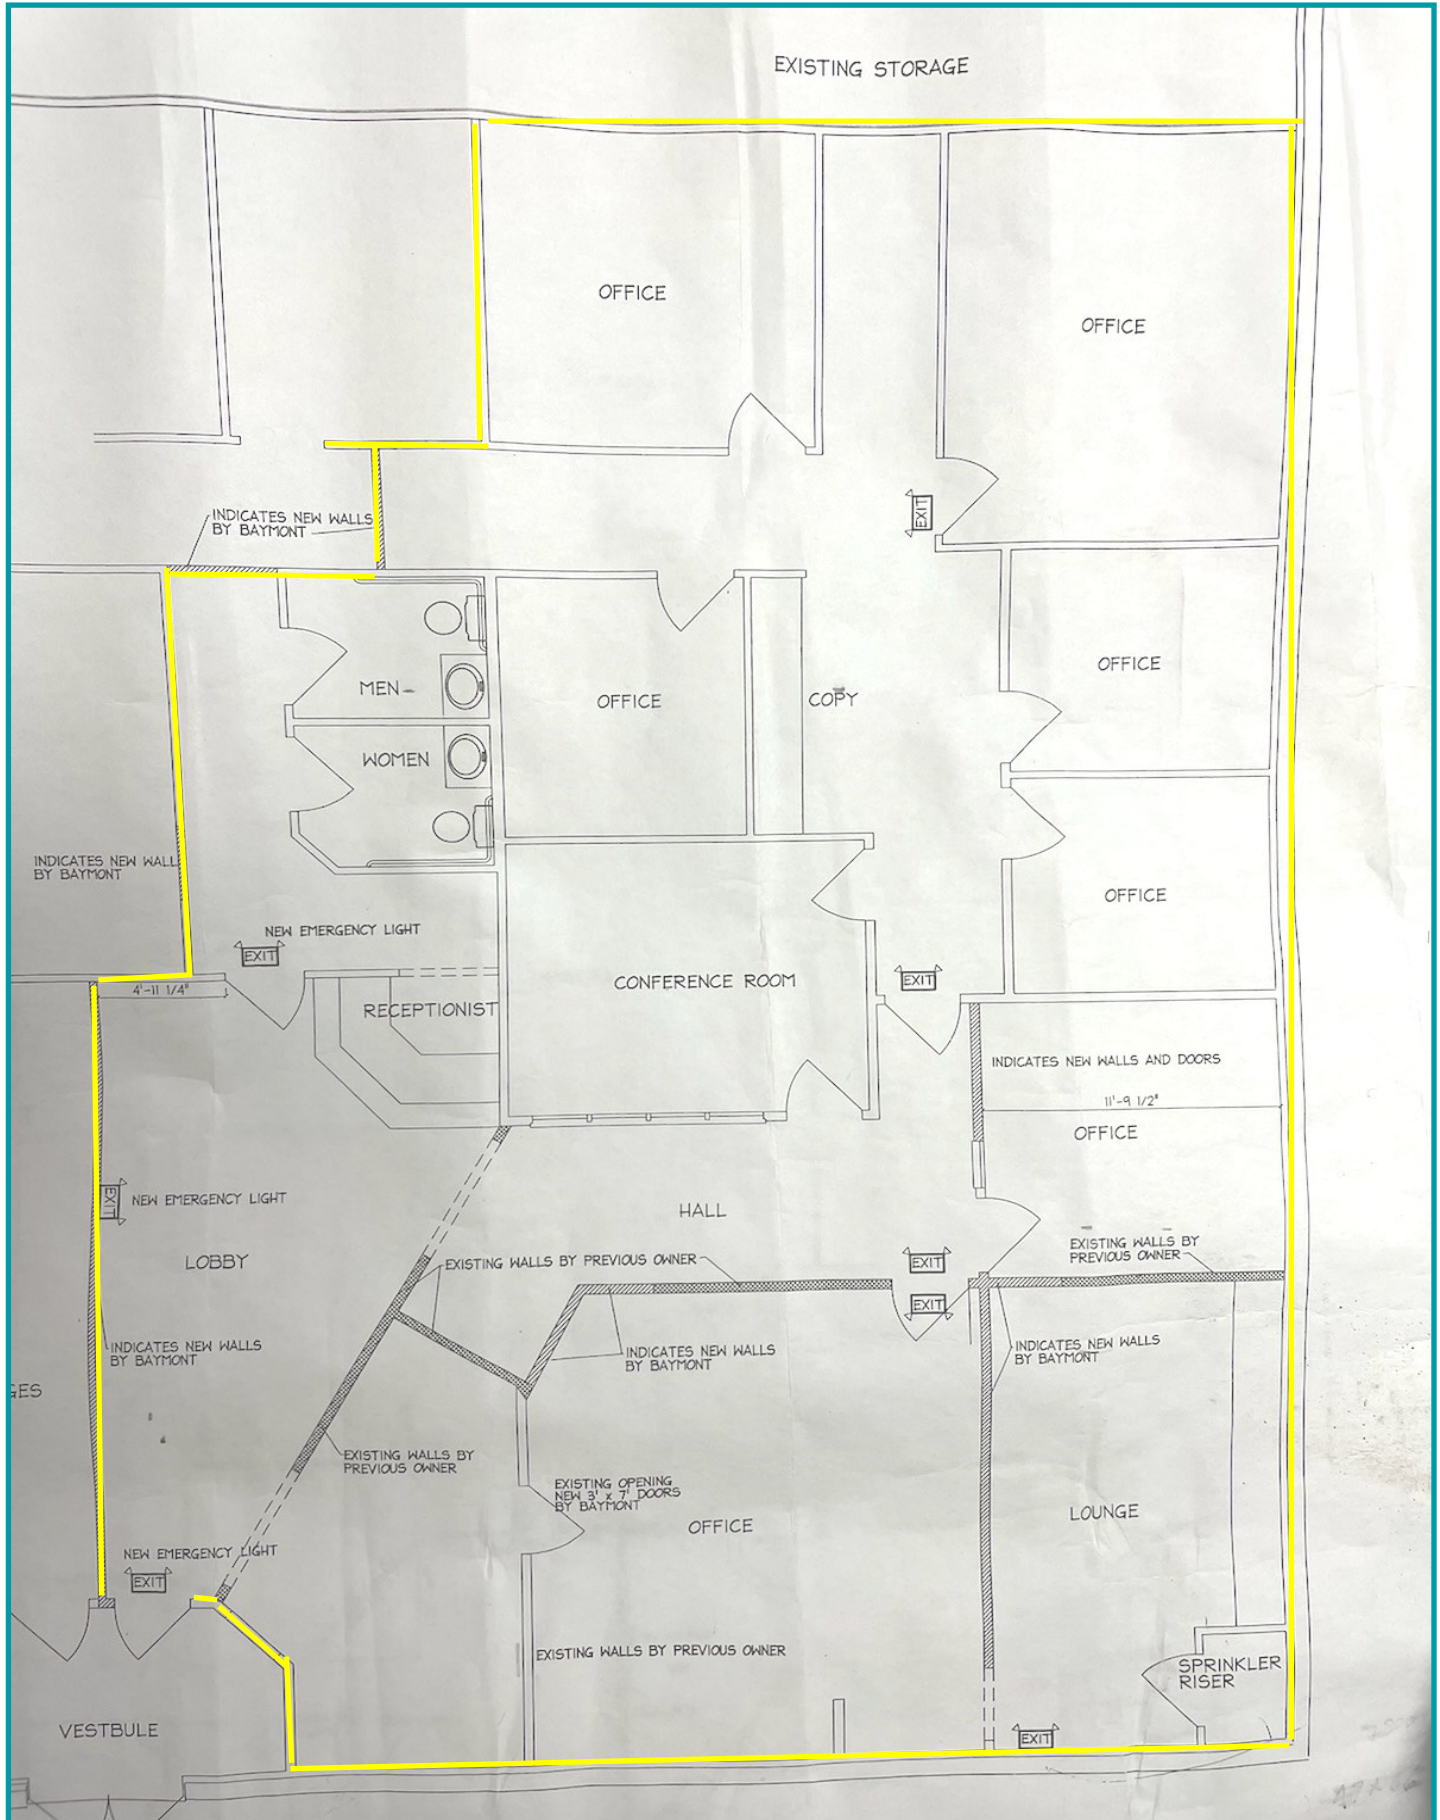 EXISTING STORAGE
OFFICE
OFFICE
EXIT
INDICATES NEW WALLS
BY BAYMONT
OFFICE
MEN
OFFICE
COPY
WOMEN
INDICATES NEW WALL
BY BAYMONT
OFFICE
NEW EMERGENCY LIGHT
EXIT
CONFERENCE ROOM
EXIT
4'-11 1/4"
RECEPTIONIST
INDICATES NEW WALLS AND DOORS
11'-9 1/2"
OFFICE
EXIT
NEW EMERGENCY LIGHT
HALL
LOBBY
EXISTING WALLS BY PREVIOUS OWNER
EXIT
EXISTING WALLS BY
PREVIOUS OWNER
EXIT
INDICATES NEW WALLS
BY BAYMONT
INDICATES NEW WALLS
BY BAYMONT
INDICATES NEW WALLS
BY BAYMONT
GES
EXISTING WALLS BY
PREVIOUS OWNER
EXISTING OPENING
NEW 3' x 7' DOORS
BY BAYMONT
OFFICE
LOUNGE
NEW EMERGENCY LIGHT
EXIT
EXISTING WALLS BY PREVIOUS OWNER
SPRINKLER
RISER
VESTBULE
EXIT